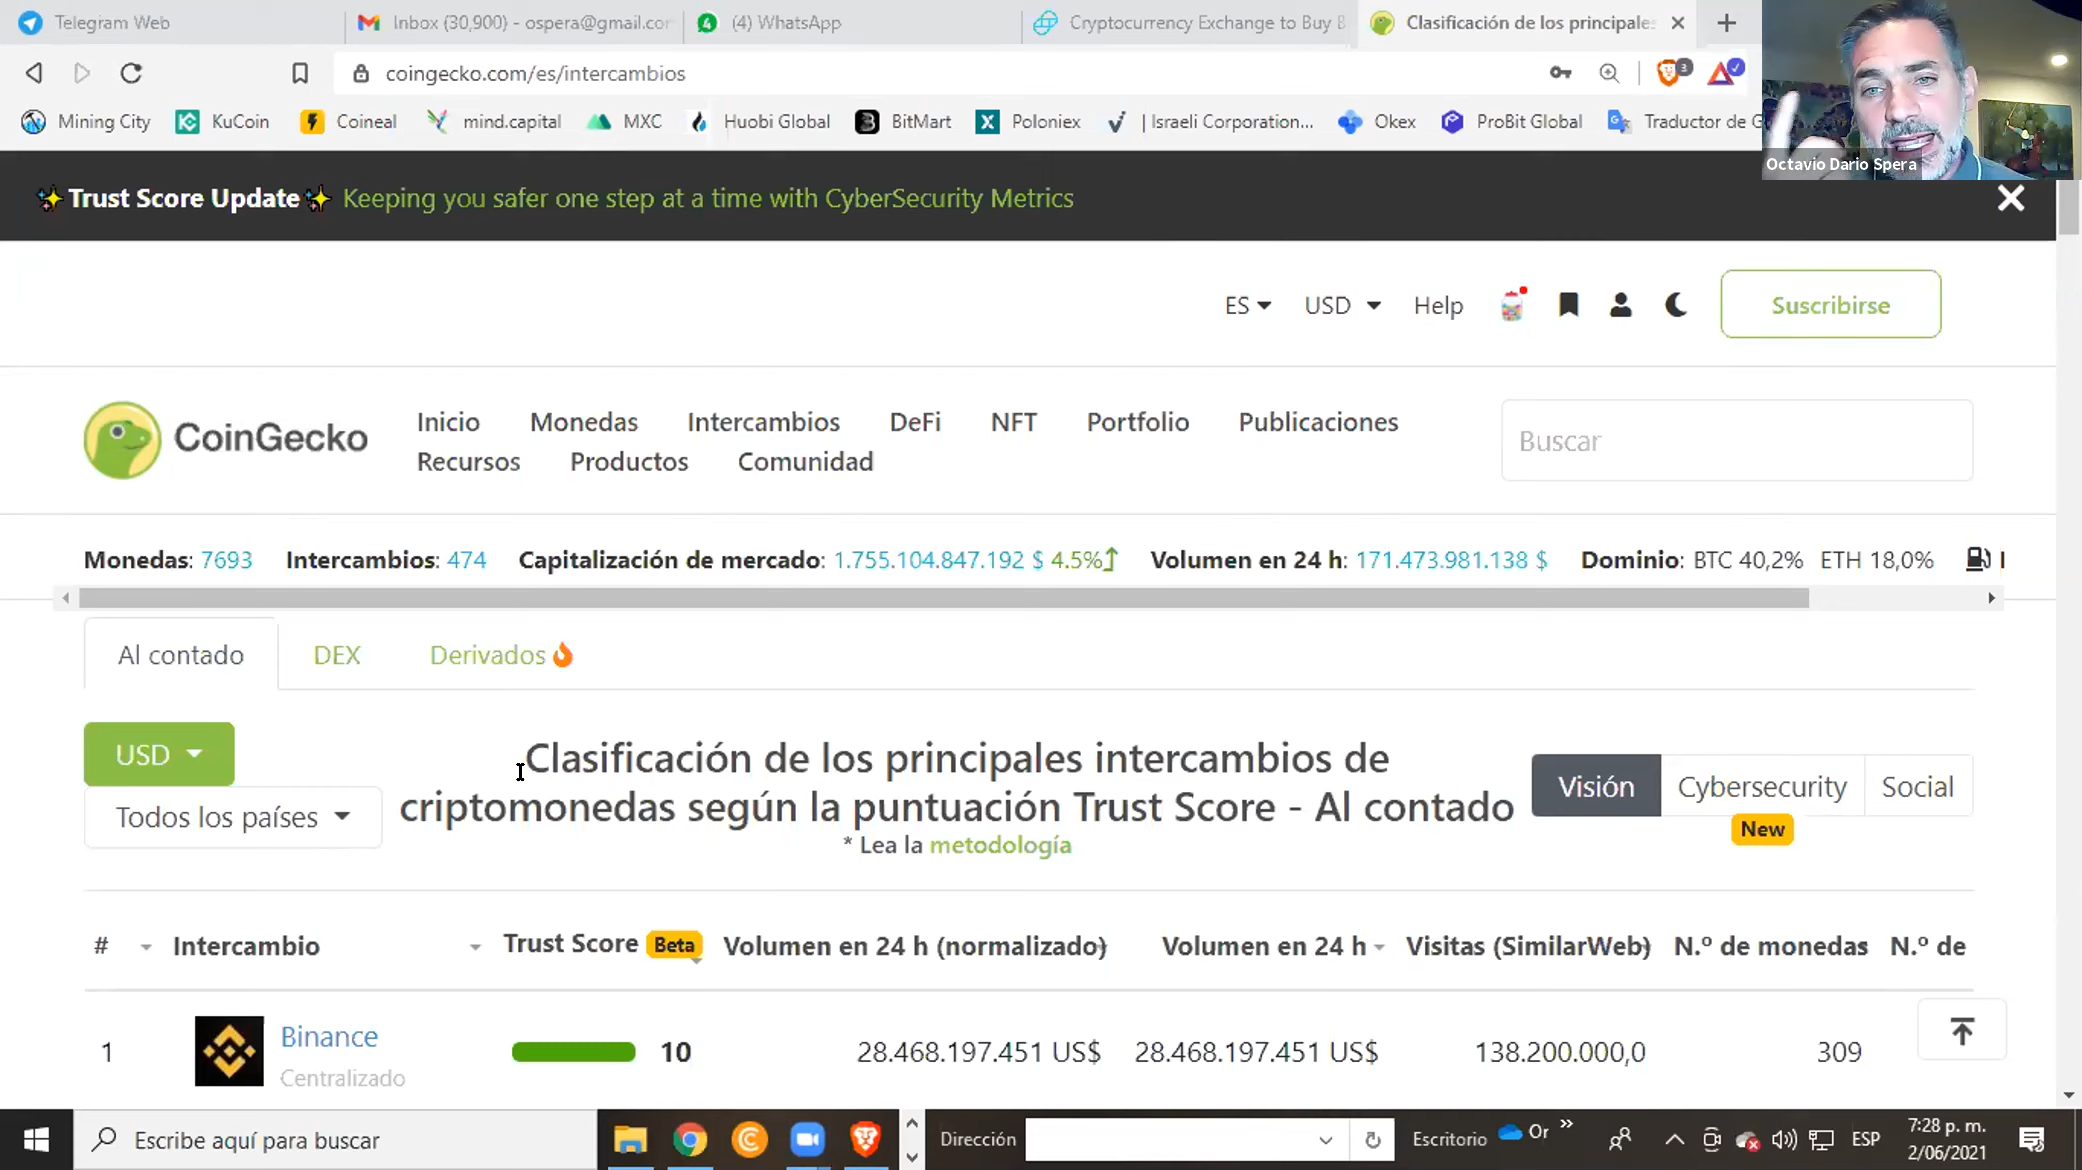 Telegram Web
Inbox (30,900) - ospera@gmail.com
(4) WhatsApp
Cryptocurrency Exchange to Buy B
Clasificación de los principales
coingecko.com/es/intercambios
3
Mining City
KuCoin
Coineal
mind.capital
MXC
Huobi Global
BitMart
Poloniex
| Israeli Corporation...
Okex
ProBit Global
Traductor de G
Octavio Dario Spera
Trust Score Update
Keeping you safer one step at a time with CyberSecurity Metrics
ES
USD
Help
Suscribirse
CoinGecko
Inicio
Monedas
Intercambios
DeFi
NFT
Portfolio
Publicaciones
Recursos
Productos
Comunidad
Buscar
Monedas: 7693
Intercambios: 474
Capitalización de mercado: 1.755.104.847.192 $ 4.5%
Volumen en 24 h: 171.473.981.138 $
Dominio: BTC 40,2% ETH 18,0%
Al contado
DEX
Derivados
USD
Todos los países
Clasificación de los principales intercambios de
criptomonedas según la puntuación Trust Score - Al contado
* Lea la metodología
Visión
Cybersecurity
Social
New
#
Intercambio
Trust Score Beta
Volumen en 24 h (normalizado)
Volumen en 24 h
Visitas (SimilarWeb)
N.º de monedas
N.º de
1
Binance
Centralizado
10
28.468.197.451 US$
28.468.197.451 US$
138.200.000,0
309
Escribe aquí para buscar
Dirección
Escritorio
Or
ESP
7:28 p. m.
2/06/2021